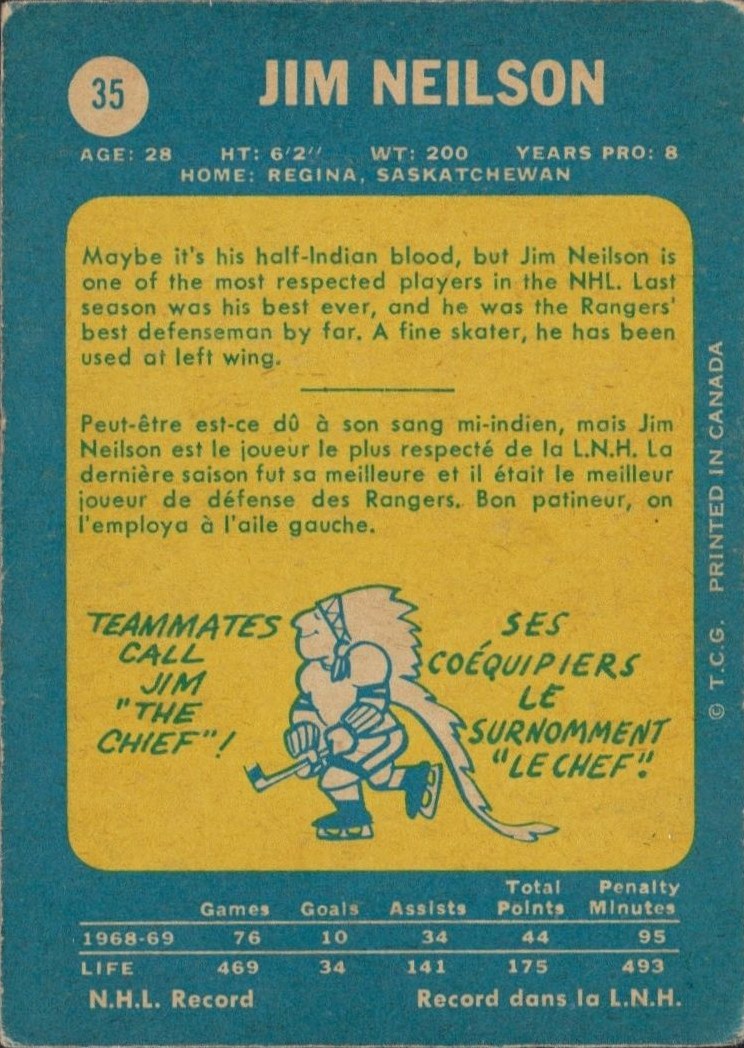 35
JIM NEILSON
AGE: 28 HT: 6'2" WT: 200 YEARS PRO: 8
HOME: REGINA, SASKATCHEWAN
Maybe it's his half-Indian blood, but Jim Neilson is
one of the most respected players in the NHL. Last
season was his best ever, and he was the Rangers'
best defenseman by far. A fine skater, he has been
used at left wing.
Peut-être est-ce dû à son sang mi-indien, mais Jim
Neilson est le joueur le plus respecté de la L.N.H. La
dernière saison fut sa meilleure et il était le meilleur
joueur de défense des Rangers. Bon patineur, on
l'employa à l'aile gauche.
TEAMMATES
CALL
JIM
"THE
CHIEF"!
SES
COÉQUIPIERS
LE
SURNOMMENT
"LE CHEF".
© T.C.G. PRINTED IN CANADA
Games Goals Assists Total Points Penalty Minutes
1968-69 76 10 34 44 95
LIFE 469 34 141 175 493
N.H.L. Record Record dans la L.N.H.